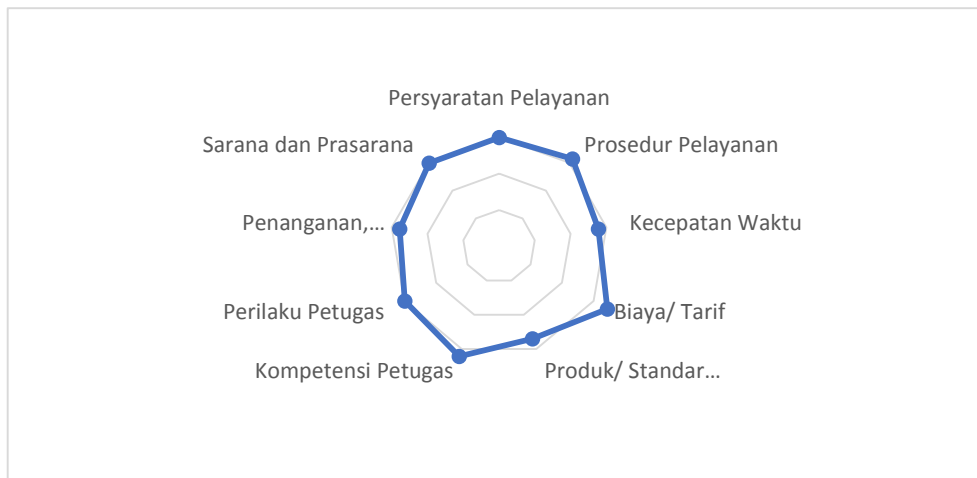 Persyaratan Pelayanan
Sarana dan Prasarana
Prosedur Pelayanan
Penanganan,...
Kecepatan Waktu
Perilaku Petugas
Biaya/ Tarif
Kompetensi Petugas
Produk/ Standar...